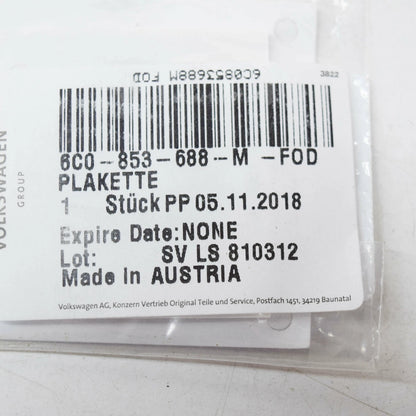 6C0853688M FOD
3822
6C0-853-688-M -FOD
PLAKETTE
1 Stück PP 05.11.2018
Expire Date:NONE
Lot: SV LS 810312
Made In AUSTRIA
Volkswagen AG, Konzern Vertrieb Original Teile und Service, Postfach 1451, 34219 Baunatal
VOLKSWAGEN
GROUP